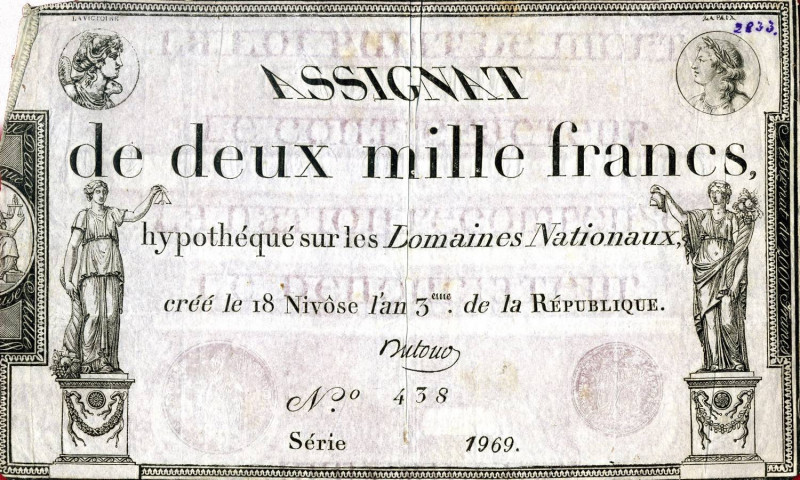 LA VICTOIRE
LA PAIX
2833.
ASSIGNAT
de deux mille francs,
hypothéqué sur les Domaines Nationaux,
créé le 18 Nivôse l'an 3.eme de la RÉPUBLIQUE.
N.º 438
Série 1969.